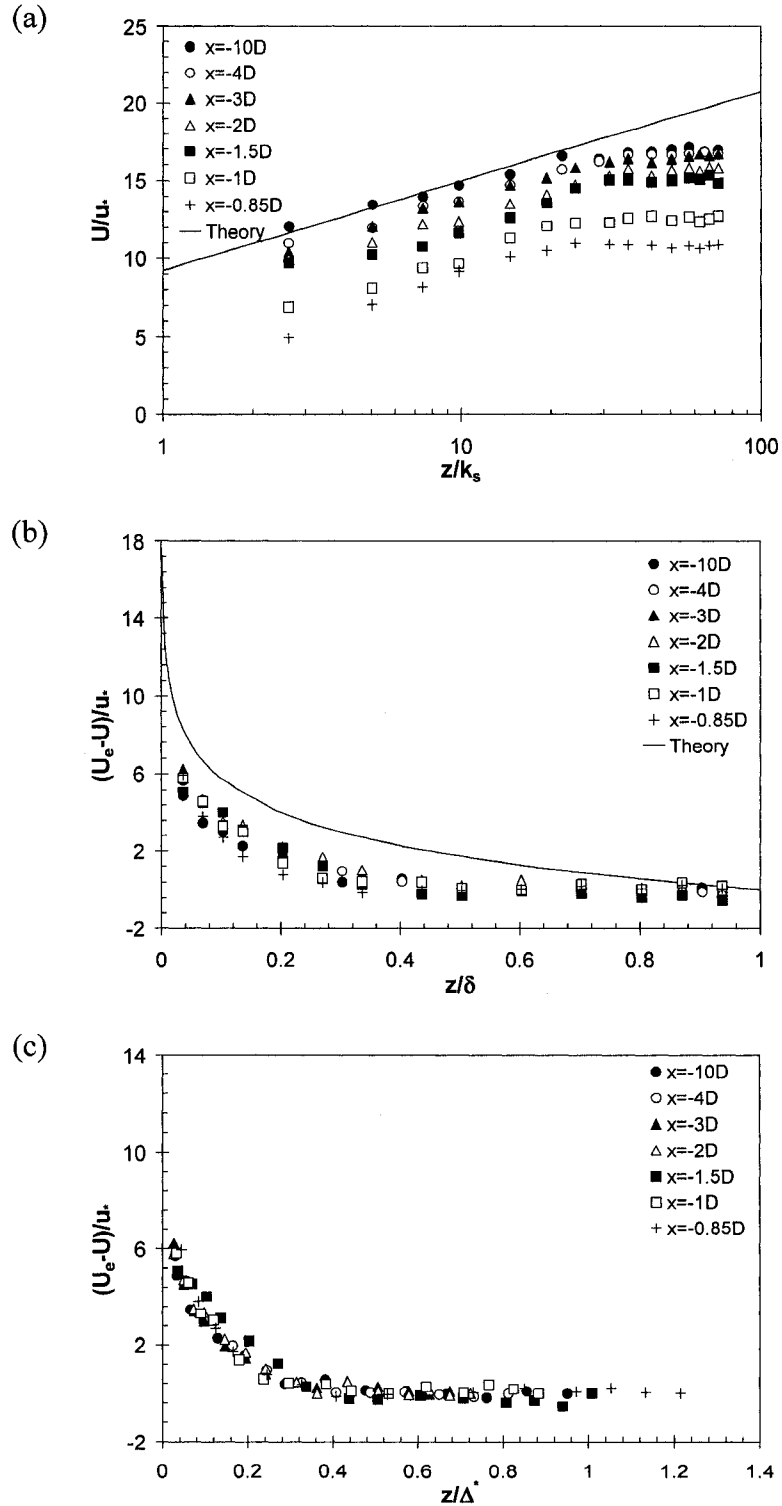 (a)
25
20
15
10
5
0
U/u*
x=-10D
x=-4D
x=-3D
x=-2D
x=-1.5D
x=-1D
x=-0.85D
Theory
1
10
100
z/ks
(b)
18
14
10
6
2
-2
(Ue-U)/u*
x=-10D
x=-4D
x=-3D
x=-2D
x=-1.5D
x=-1D
x=-0.85D
Theory
0
0.2
0.4
0.6
0.8
1
z/δ
(c)
14
10
6
2
-2
(Ue-U)/u*
x=-10D
x=-4D
x=-3D
x=-2D
x=-1.5D
x=-1D
x=-0.85D
0
0.2
0.4
0.6
0.8
1
1.2
1.4
z/Δ*